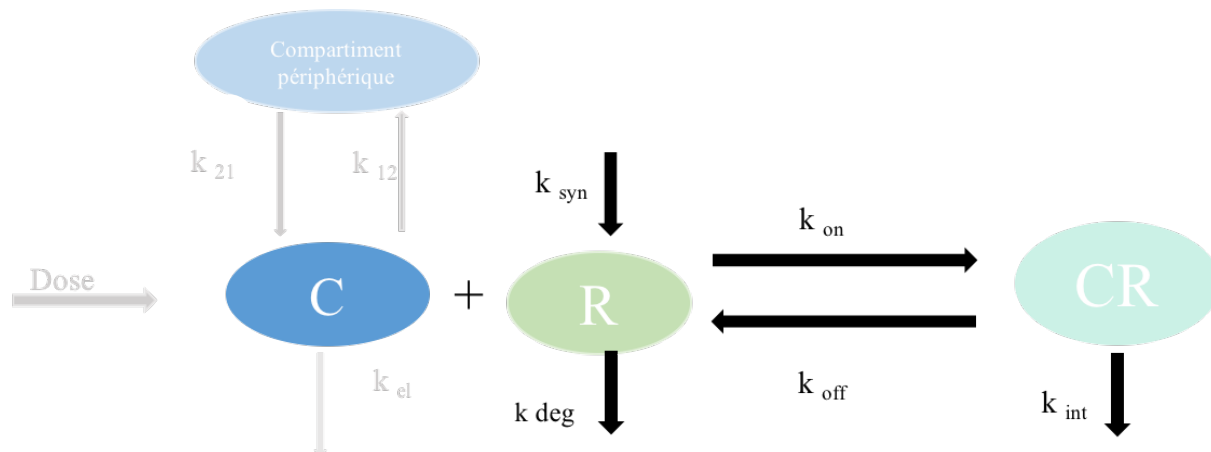 Compartiment
périphérique
k 21
k 12
k syn
k on
Dose
C
+
R
CR
k el
k deg
k off
k int